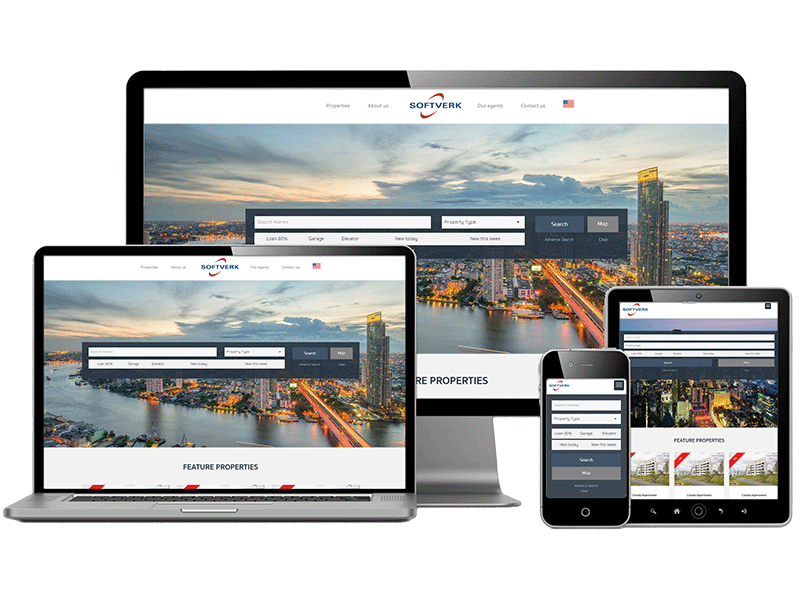 Properties About us SOFTVERK Our agents Contact us
Search Homes Property Type Search Map
Loan 80% Garage Elevator New today New this week Advance Search Clear
RE PROPERTIES
Properties About us SOFTVERK Our agents Contact us
Search Homes Property Type Search Map
Loan 80% Garage Elevator New today New this week Advance Search Clear
FEATURE PROPERTIES
SOFTVERK
Search Homes
Property Type
Loan 80% Garage Elevator
New today New this week
Search
Map
Advance Search
Clear
SOFTVERK
Search Map
FEATURE PROPERTIES
Condo Apartment Condo Apartment Condo Apartment